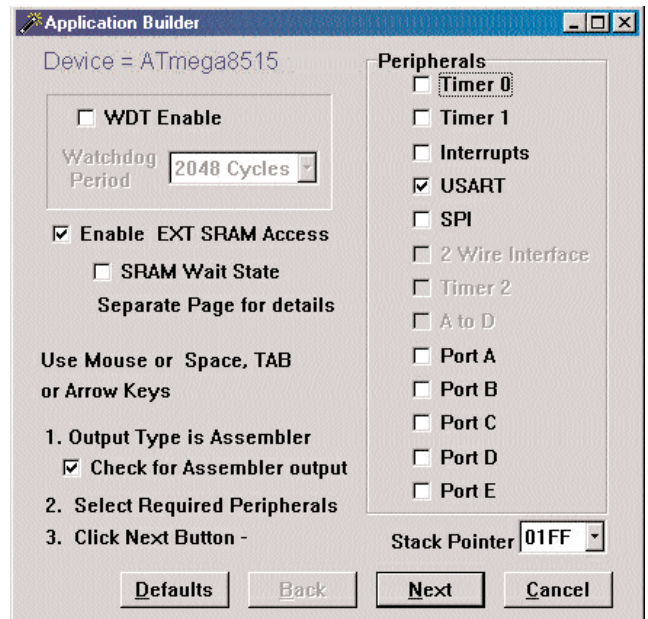 Application Builder
Device = ATmega8515
WDT Enable
Watchdog
Period
2048 Cycles
Enable EXT SRAM Access
SRAM Wait State
Separate Page for details
Use Mouse or Space, TAB
or Arrow Keys
1. Output Type is Assembler
Check for Assembler output
2. Select Required Peripherals
3. Click Next Button -
Peripherals
Timer 0
Timer 1
Interrupts
USART
SPI
2 Wire Interface
Timer 2
A to D
Port A
Port B
Port C
Port D
Port E
Stack Pointer 01FF
Defaults Back Next Cancel